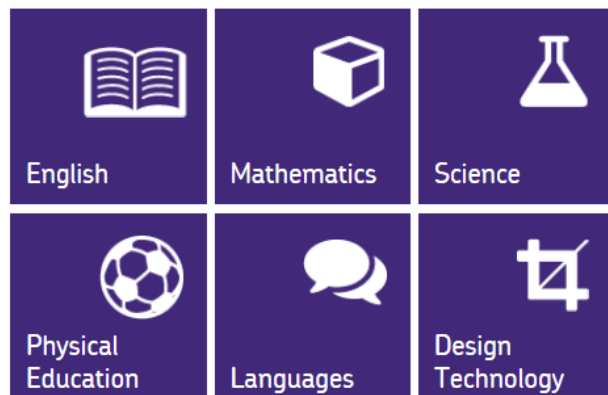 English
Mathematics
Science
Physical
Education
Languages
Design
Technology